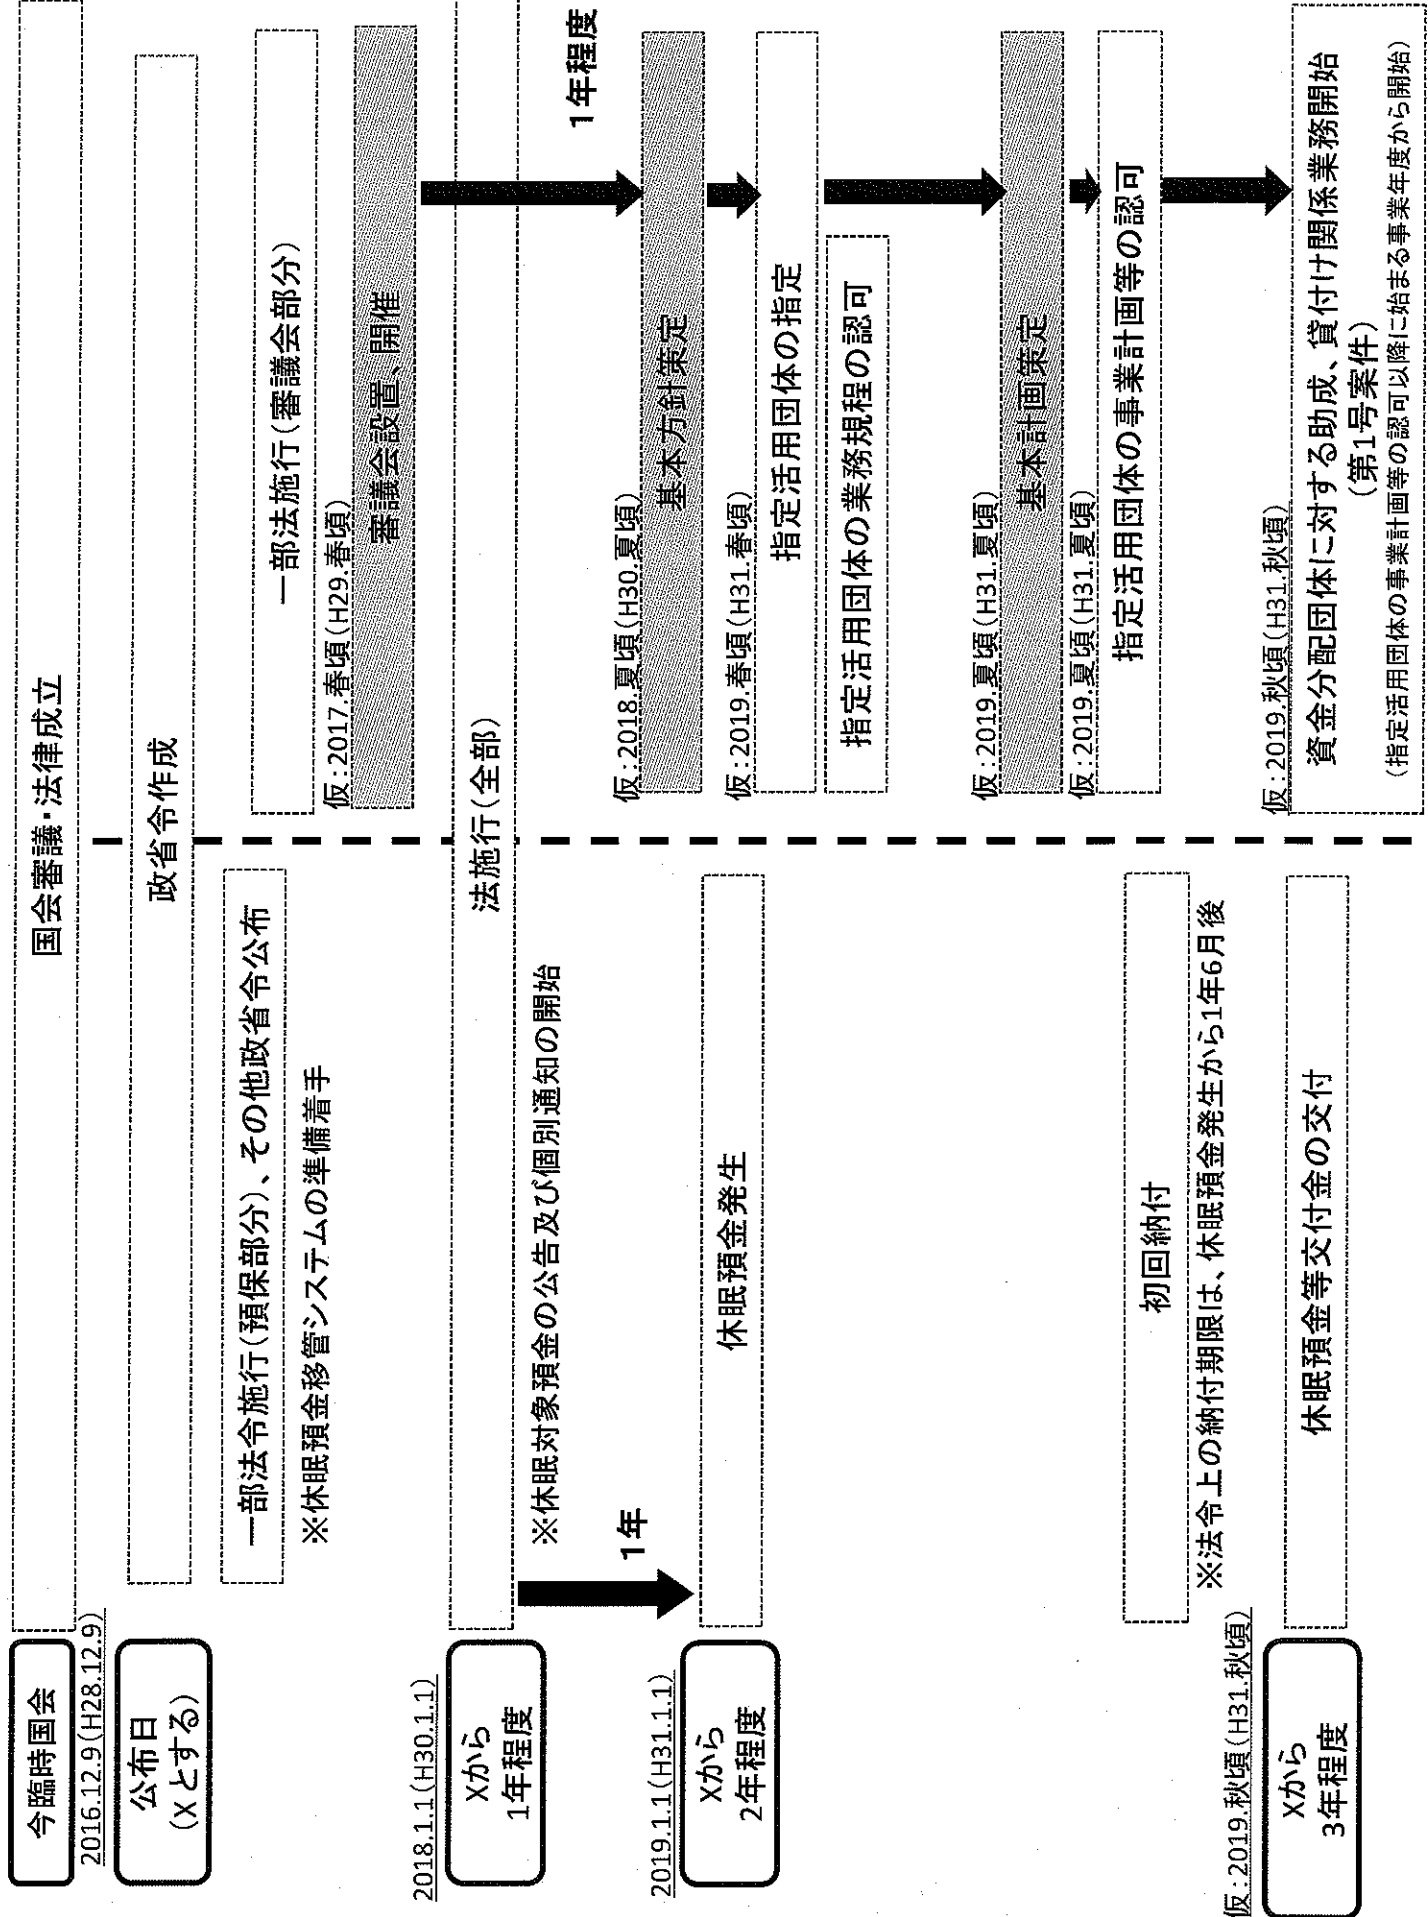 今臨時国会
国会審議・法律成立
2016.12.9(H28.12.9)
公布日
(Xとする)
政省令作成
一部法令施行(預保部分)、その他政省令公布
※休眠預金移管システムの準備着手
一部法施行(審議会部分)
仮:2017.春頃(H29.春頃)
審議会設置、開催
2018.1.1(H30.1.1)
Xから
1年程度
法施行(全部)
※休眠対象預金の公告及び個別通知の開始
1年
1年程度
仮:2018.夏頃(H30.夏頃)
基本方針策定
2019.1.1(H31.1.1)
Xから
2年程度
休眠預金発生
仮:2019.春頃(H31.春頃)
指定活用団体の指定
指定活用団体の業務規程の認可
仮:2019.夏頃(H31.夏頃)
基本計画策定
仮:2019.夏頃(H31.夏頃)
指定活用団体の事業計画等の認可
初回納付
※法令上の納付期限は、休眠預金発生から1年6月後
仮:2019.秋頃(H31.秋頃)
Xから
3年程度
休眠預金等交付金の交付
仮:2019.秋頃(H31.秋頃)
資金分配団体に対する助成、貸付け関係業務開始
(第1号案件)
(指定活用団体の事業計画等の認可以降に始まる事業年度から開始)